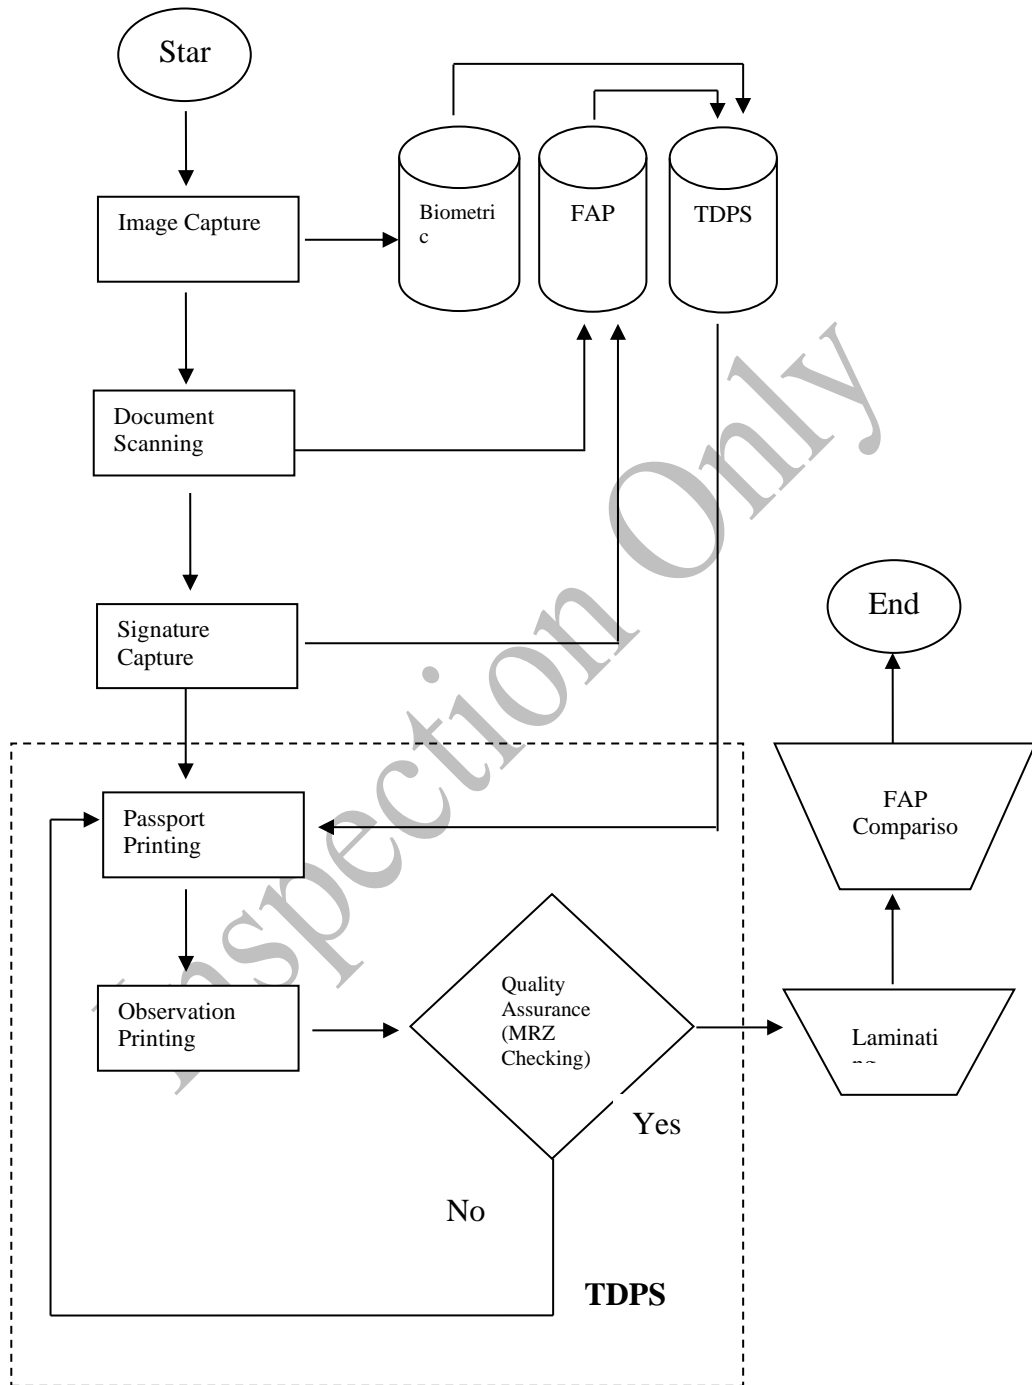 Star
Image Capture
Biometri
c
FAP
TDPS
Document
Scanning
Signature
Capture
End
Passport
Printing
FAP
Compariso
Observation
Printing
Quality
Assurance
(MRZ
Checking)
Laminati
Yes
No
TDPS
Inspection Only